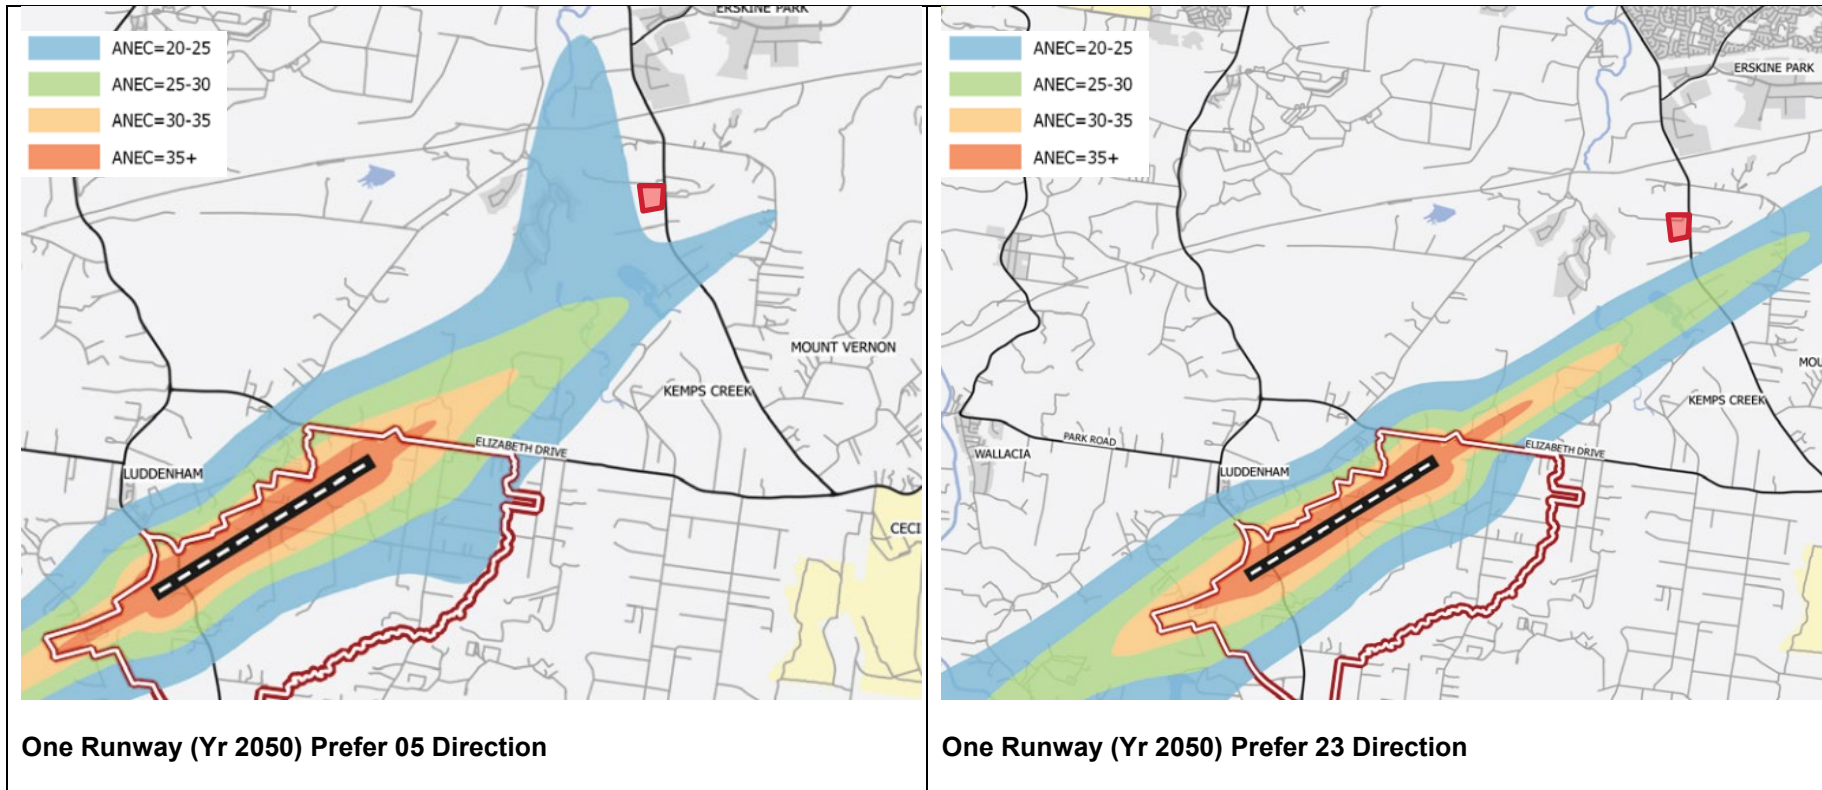 ERSKINE PARK
ANEC=20-25
ANEC=25-30
ANEC=30-35
ANEC=35+
MOUNT VERNON
KEMPS CREEK
ELIZABETH DRIVE
LUDDENHAM
CECI
One Runway (Yr 2050) Prefer 05 Direction
ANEC=20-25
ANEC=25-30
ANEC=30-35
ANEC=35+
ERSKINE PARK
MOU
KEMPS CREEK
PARK ROAD
ELIZABETH DRIVE
WALLACIA
LUDDENHAM
One Runway (Yr 2050) Prefer 23 Direction